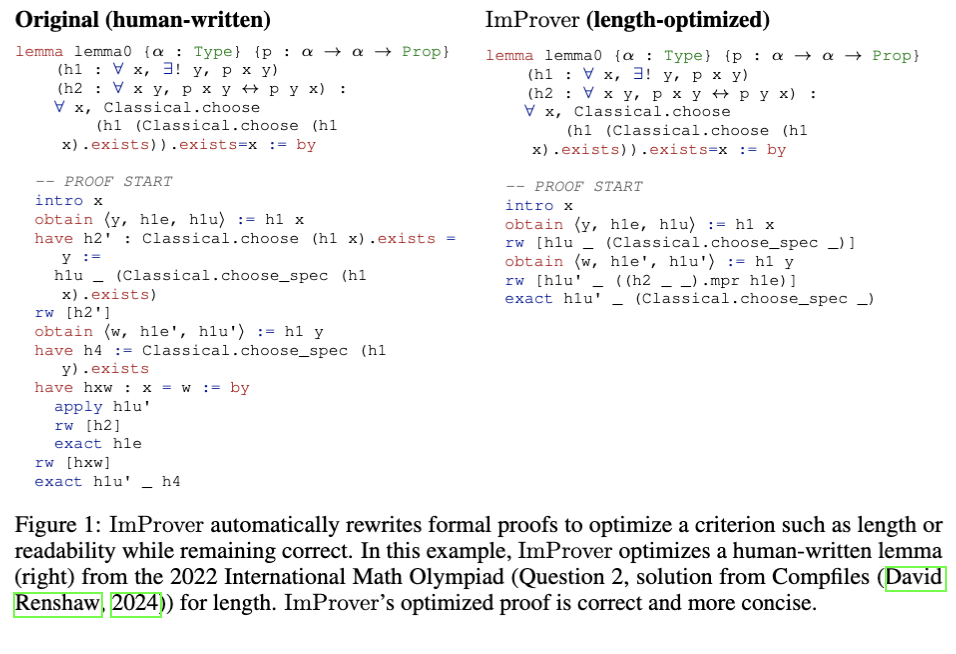 Original (human-written)
lemma lemma0 {α : Type} {p : α → α → Prop}
(h1 : ∀ x, ∃! y, p x y)
(h2 : ∀ x y, p x y ↔ p y x) :
∀ x, Classical.choose
(h1 (Classical.choose (h1
x).exists)).exists=x := by
-- PROOF START
intro x
obtain ⟨y, h1e, h1u⟩ := h1 x
have h2' : Classical.choose (h1 x).exists =
y :=
h1u _ (Classical.choose_spec (h1
x).exists)
rw [h2']
obtain ⟨w, h1e', h1u'⟩ := h1 y
have h4 := Classical.choose_spec (h1
y).exists
have hxw : x = w := by
apply h1u'
rw [h2]
exact h1e
rw [hxw]
exact h1u' _ h4
ImProver (length-optimized)
lemma lemma0 {α : Type} {p : α → α → Prop}
(h1 : ∀ x, ∃! y, p x y)
(h2 : ∀ x y, p x y ↔ p y x) :
∀ x, Classical.choose
(h1 (Classical.choose (h1
x).exists)).exists=x := by
-- PROOF START
intro x
obtain ⟨y, h1e, h1u⟩ := h1 x
rw [h1u _ (Classical.choose_spec _)]
obtain ⟨w, h1e', h1u'⟩ := h1 y
rw [h1u' _ ((h2 _ _).mpr h1e)]
exact h1u' _ (Classical.choose_spec _)
Figure 1: ImProver automatically rewrites formal proofs to optimize a criterion such as length or
readability while remaining correct. In this example, ImProver optimizes a human-written lemma
(right) from the 2022 International Math Olympiad (Question 2, solution from Compfiles (David
Renshaw, 2024)) for length. ImProver's optimized proof is correct and more concise.